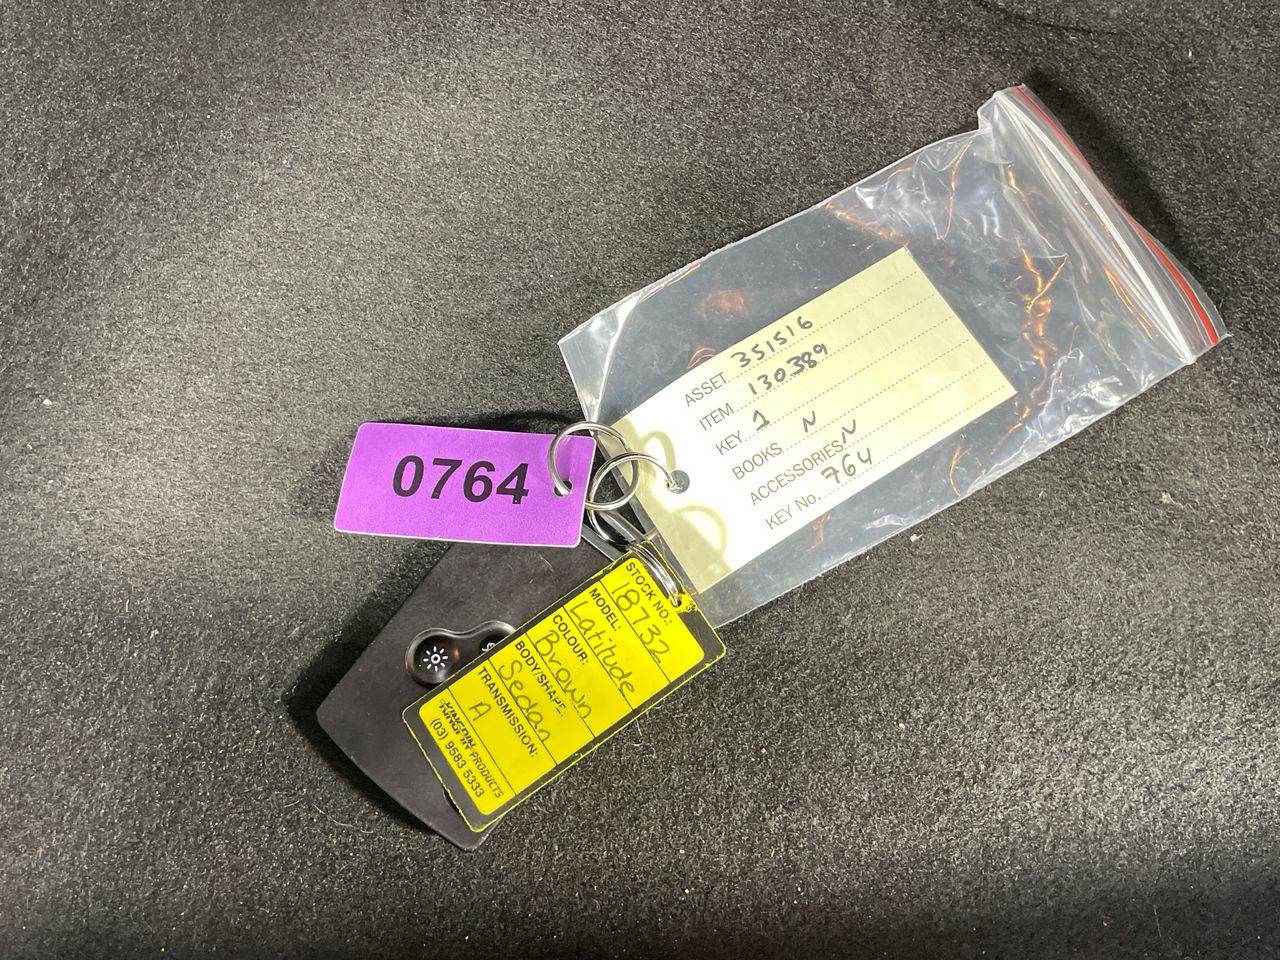 0764
ASSET 351516
ITEM 130389
KEY 1
BOOKS N
ACCESSORIES N
KEY No. 764
STOCK NO.:
18732
MODEL:
Latitude
COLOUR:
Brown
BODY/SHAPE:
Sedan
TRANSMISSION:
A
KINGPIN PRODUCTS
(03) 9583 5333